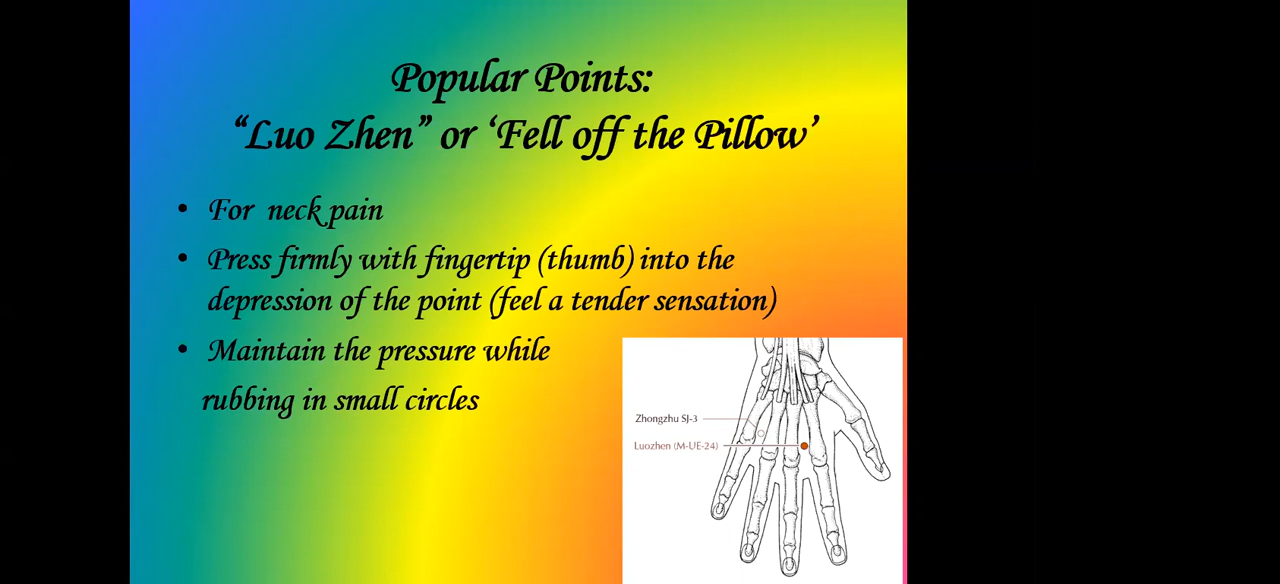 Popular Points:
“Luo Zhen” or ‘Fell off the Pillow’
• For neck pain
• Press firmly with fingertip (thumb) into the
depression of the point (feel a tender sensation)
• Maintain the pressure while
rubbing in small circles
Zhongzhu SJ-3
Luozhen (M-UE-24)